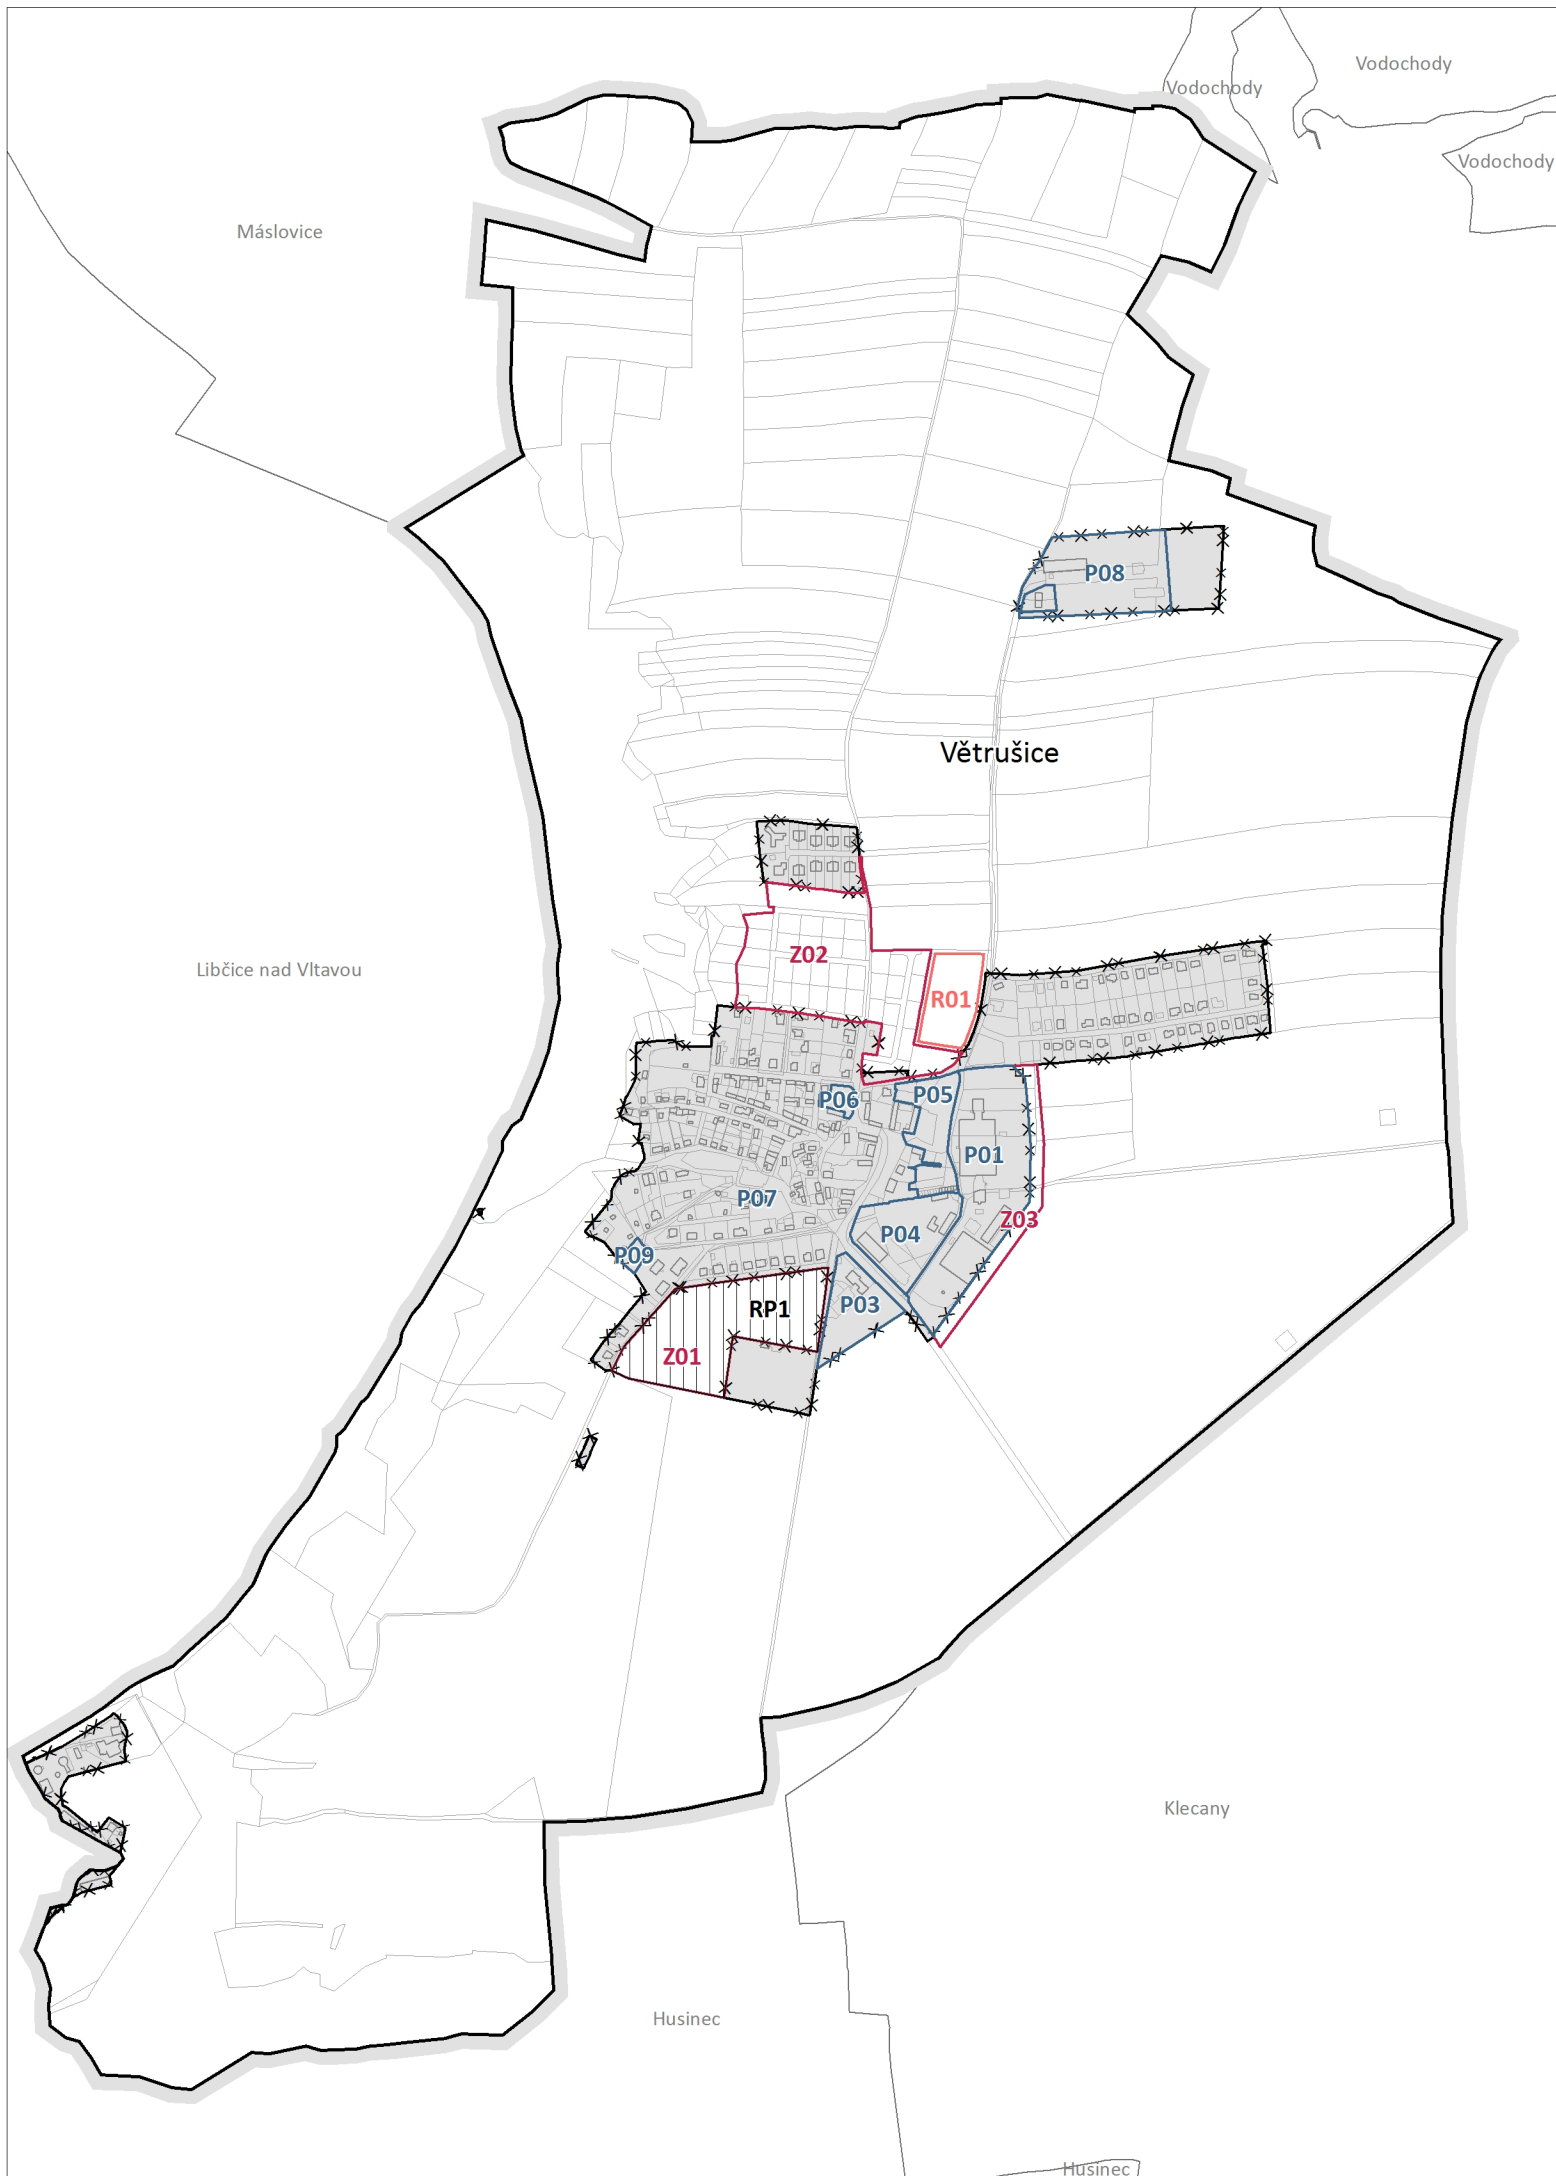 Vodochody
Vodochody
Vodochody
Máslovice
P08
Větrušice
Z02
Libčice nad Vltavou
R01
P05
P06
P01
P07
Z03
P04
P09
P03
RP1
Z01
Klecany
Husinec
Husinec